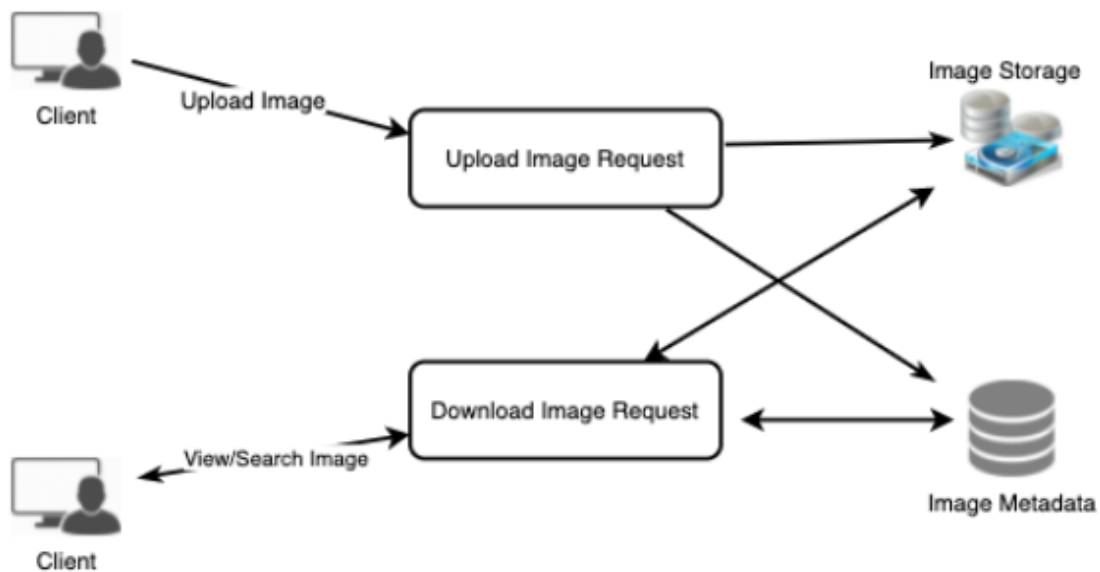 Client
Upload Image
Upload Image Request
Image Storage
Download Image Request
View/Search Image
Client
Image Metadata